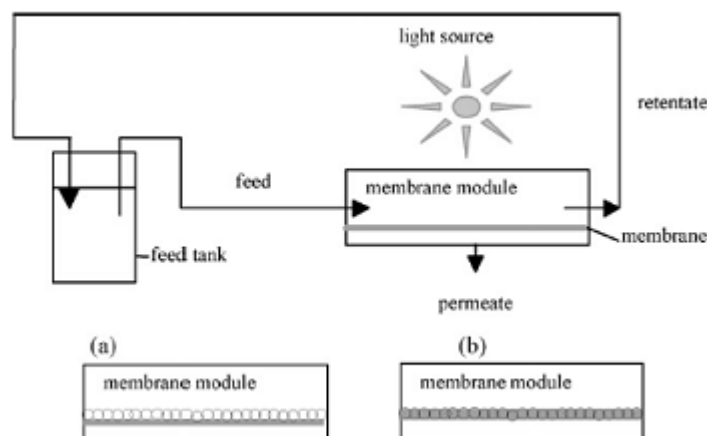 light source
retentate
feed
membrane module
membrane
feed tank
permeate
(a)
(b)
membrane module
membrane module